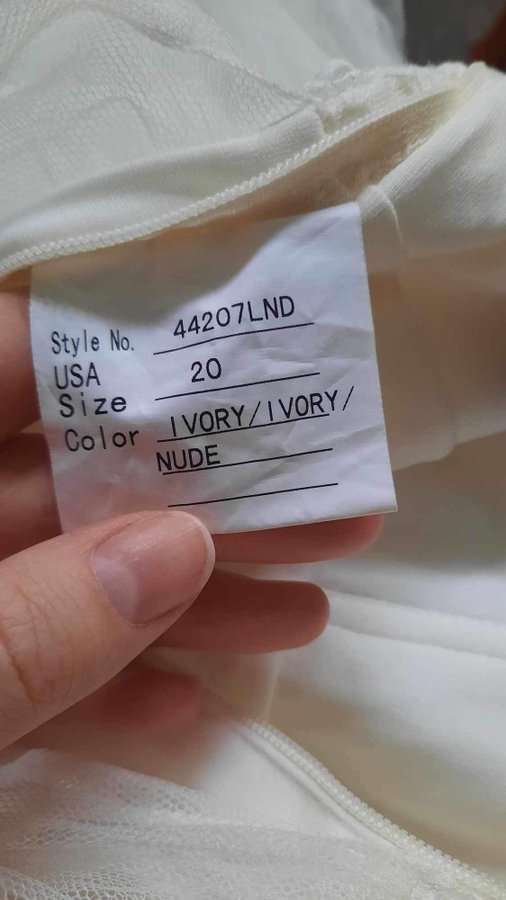 Style No. 44207LND
USA
Size 20
Color IVORY/IVORY/
NUDE